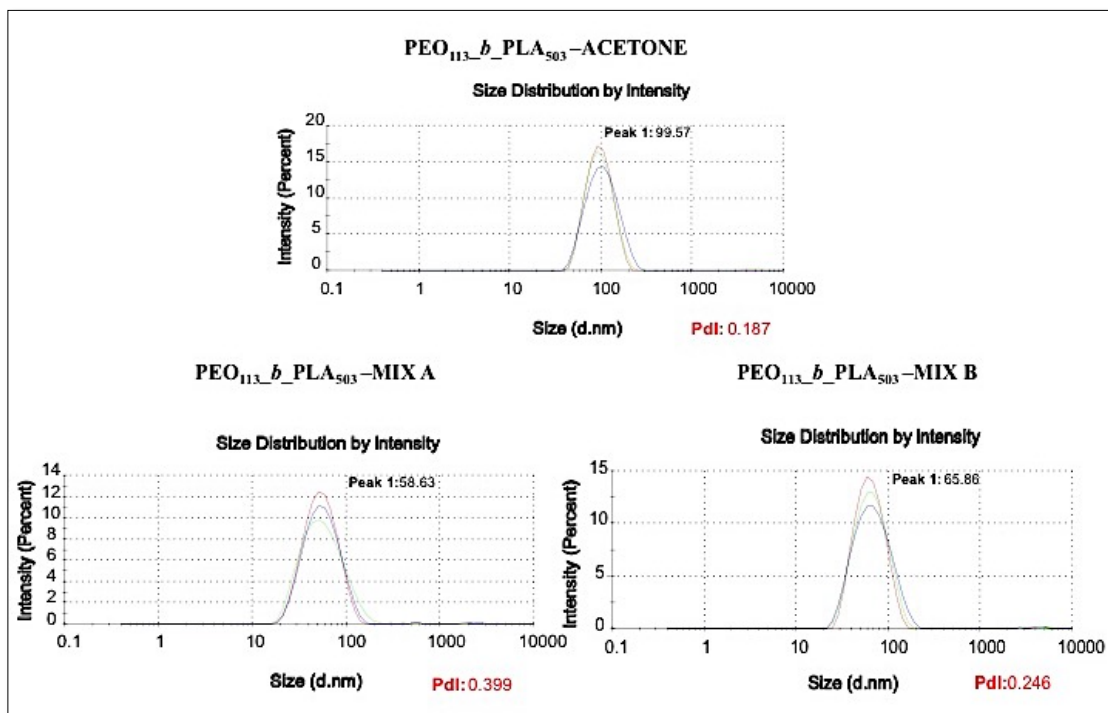 PEO₁₁₃_b_PLA₅₀₃–ACETONE
Size Distribution by Intensity
20
15
10
5
0
Intensity (Percent)
Peak 1: 99.57
0.1 1 10 100 1000 10000
Size (d.nm)
PdI: 0.187
PEO₁₁₃_b_PLA₅₀₃–MIX A
Size Distribution by Intensity
14
12
10
8
6
4
2
0
Intensity (Percent)
Peak 1:58.63
0.1 1 10 100 1000 10000
Size (d.nm)
PdI:0.399
PEO₁₁₃_b_PLA₅₀₃–MIX B
Size Distribution by Intensity
15
10
5
0
Intensity (Percent)
Peak 1: 65.86
0.1 1 10 100 1000 10000
Size (d.nm)
PdI:0.246